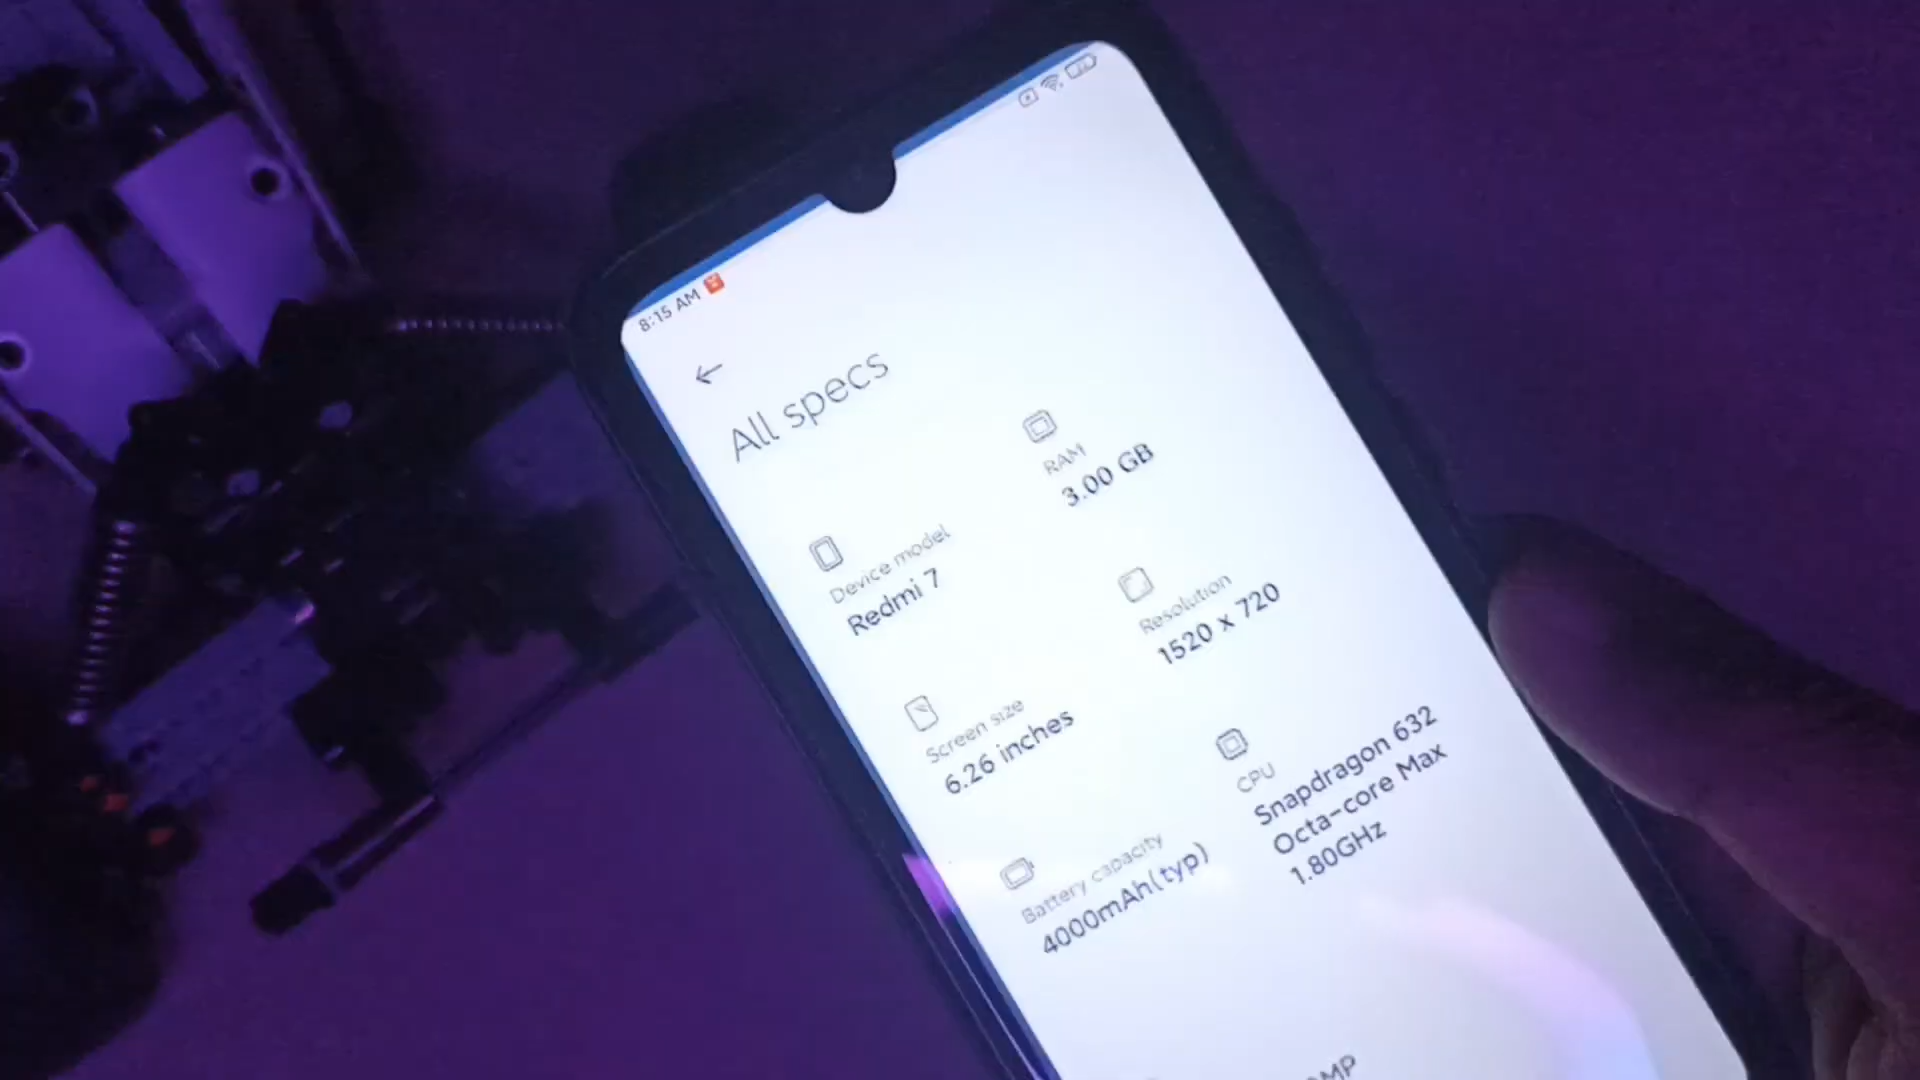 8:15 AM
All specs
Device model
Redmi 7
RAM
3.00 GB
Screen size
6.26 inches
Resolution
1520 x 720
Battery capacity
4000mAh(typ)
CPU
Snapdragon 632
Octa-core Max
1.80GHz